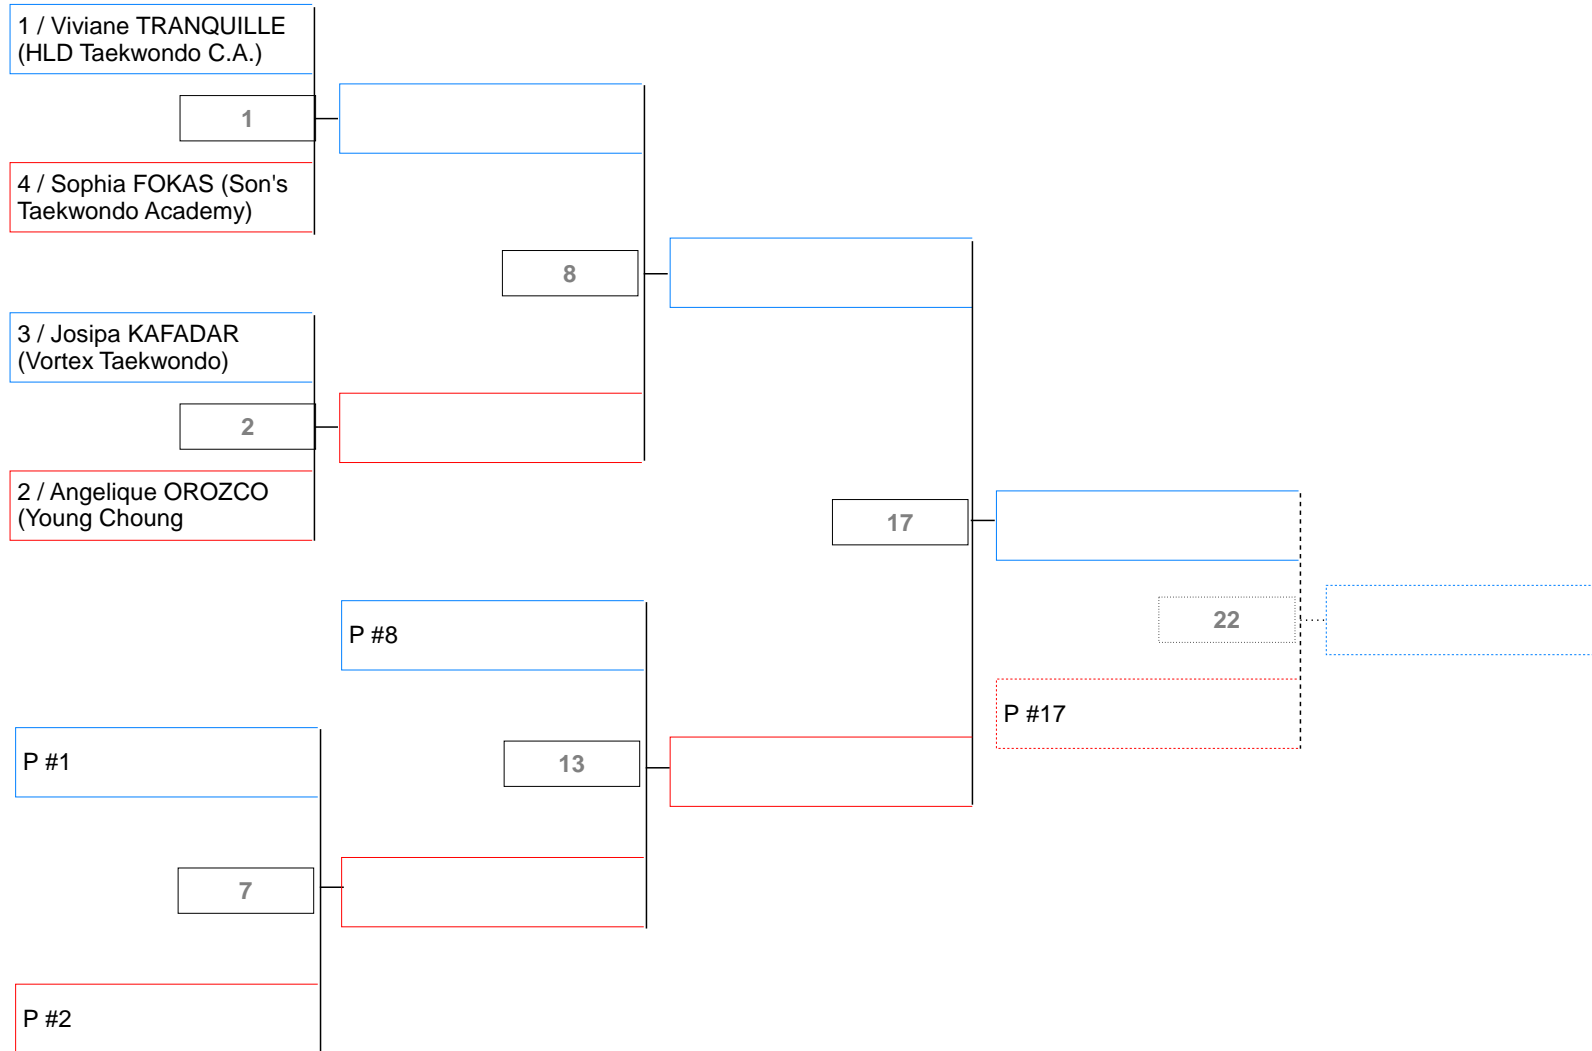 1 / Viviane TRANQUILLE
(HLD Taekwondo C.A.)
1
4 / Sophia FOKAS (Son's
Taekwondo Academy)
8
3 / Josipa KAFADAR
(Vortex Taekwondo)
2
2 / Angelique OROZCO
(Young Choung
17
P #8
22
P #17
P #1
13
7
P #2